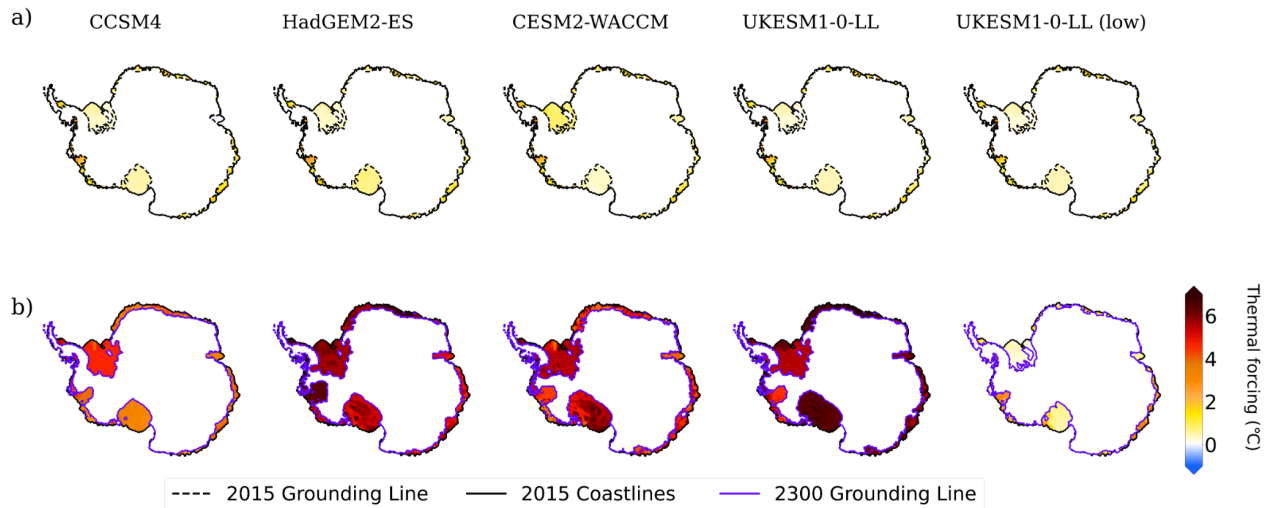 a)
CCSM4
HadGEM2-ES
CESM2-WACCM
UKESM1-0-LL
UKESM1-0-LL (low)
b)
6
4
2
0
Thermal forcing (°C)
2015 Grounding Line
2015 Coastlines
2300 Grounding Line